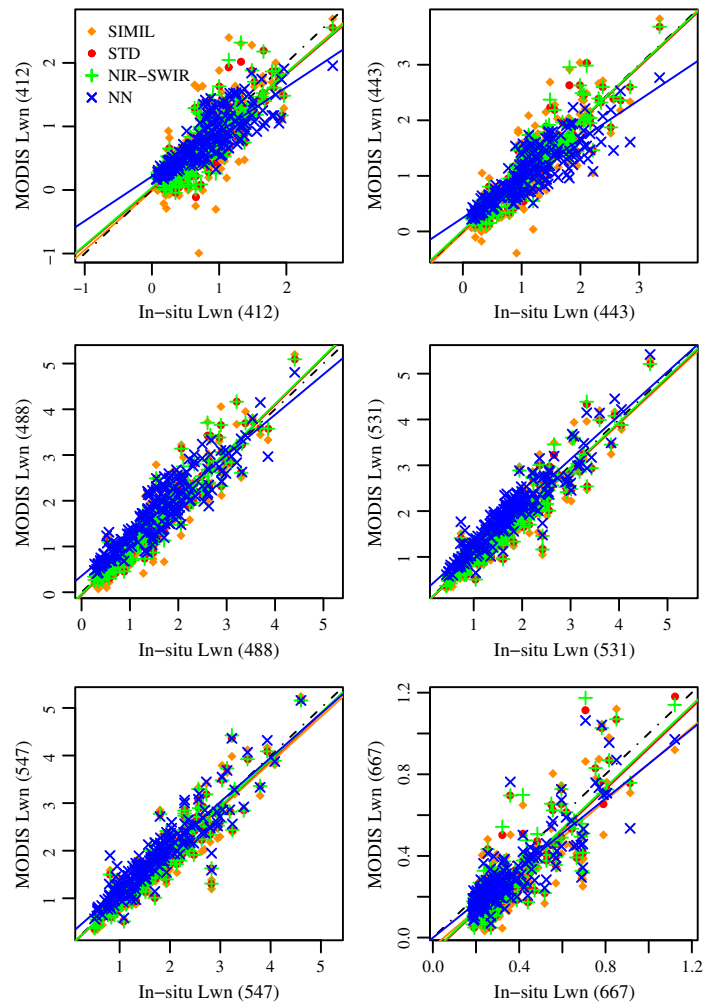 SIMIL
STD
NIR−SWIR
NN
MODIS Lwn (412)
−1 0 1 2
−1 0 1 2
In−situ Lwn (412)
MODIS Lwn (443)
0 1 2 3
0 1 2 3
In−situ Lwn (443)
MODIS Lwn (488)
0 1 2 3 4 5
0 1 2 3 4 5
In−situ Lwn (488)
MODIS Lwn (531)
1 2 3 4 5
1 2 3 4 5
In−situ Lwn (531)
MODIS Lwn (547)
1 2 3 4 5
1 2 3 4 5
In−situ Lwn (547)
MODIS Lwn (667)
0.0 0.4 0.8 1.2
0.0 0.4 0.8 1.2
In−situ Lwn (667)